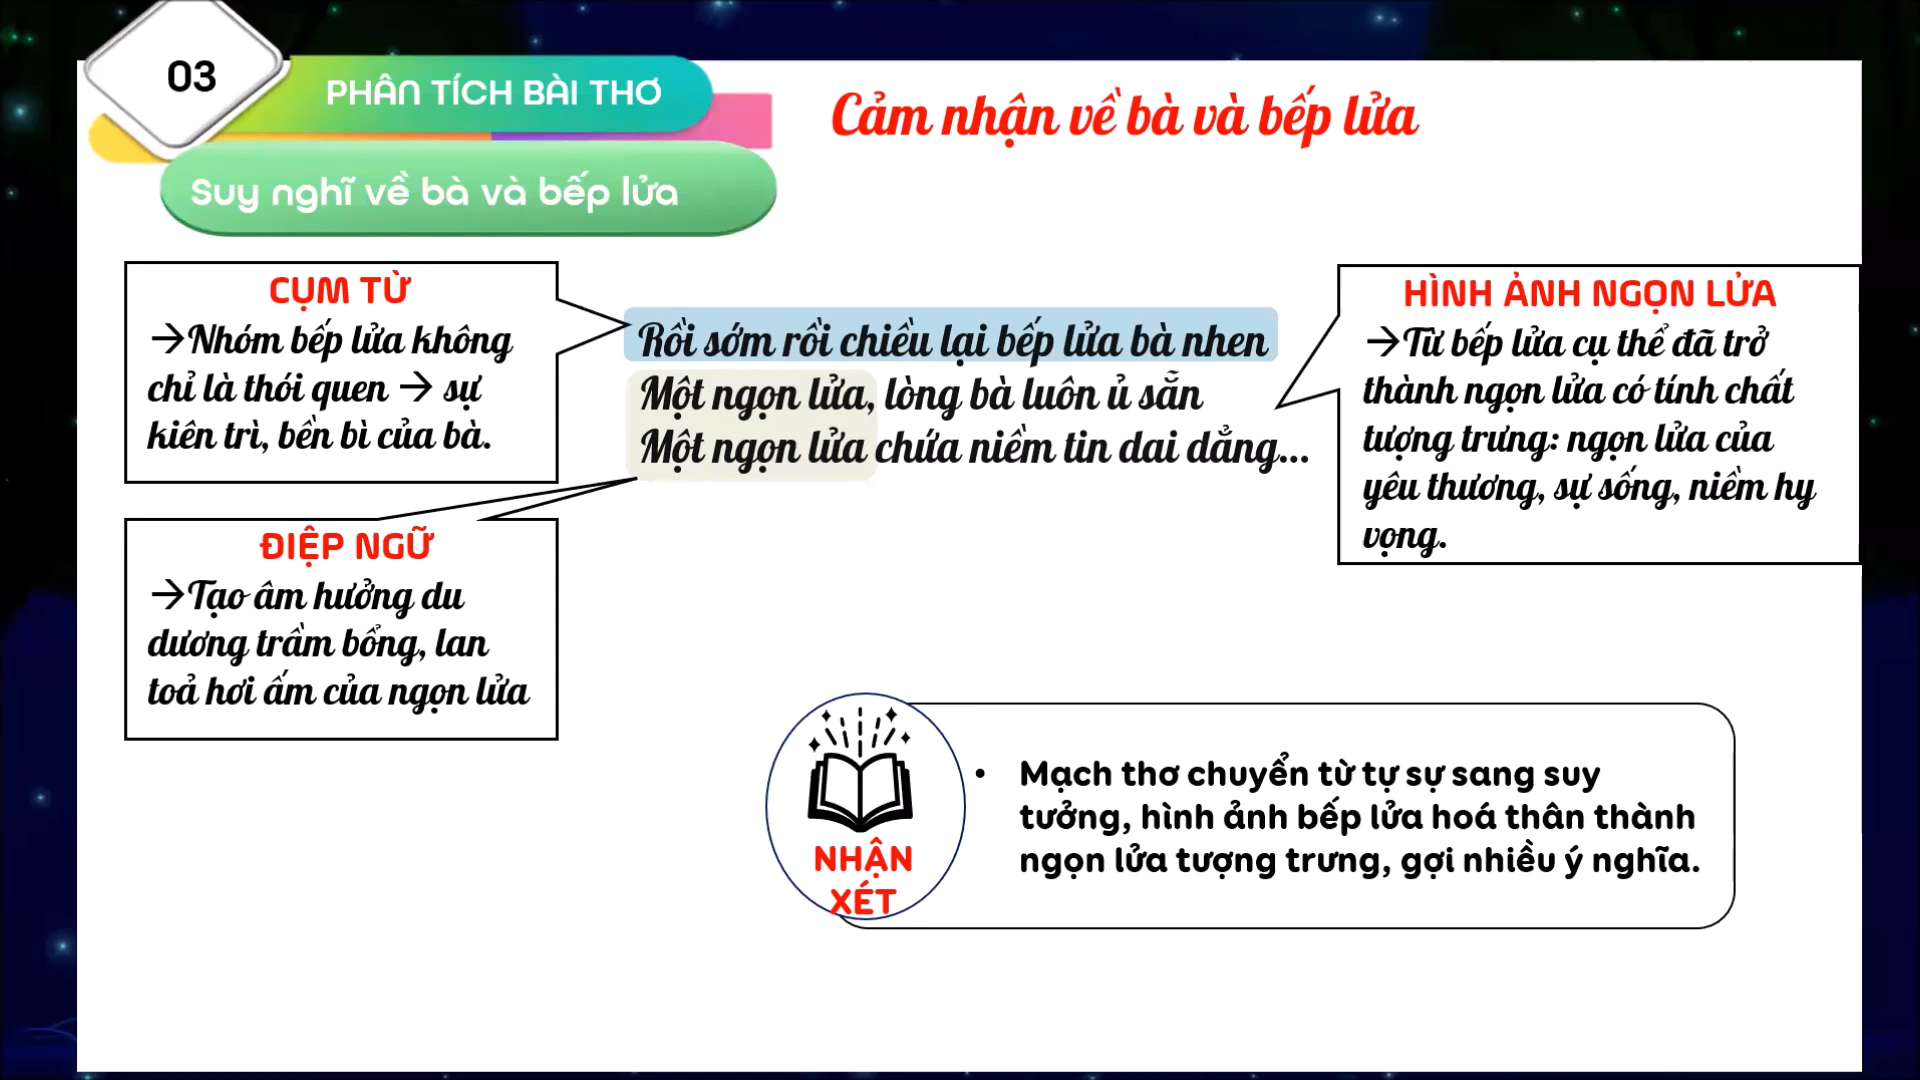 03
PHÂN TÍCH BÀI THƠ
Suy nghĩ về bà và bếp lửa
Cảm nhận về bà và bếp lửa
CỤM TỪ
→Nhóm bếp lửa không
chỉ là thói quen → sự
kiên trì, bền bì của bà.
Rồi sớm rồi chiều lại bếp lửa bà nhen
Một ngọn lửa, lòng bà luôn ủ sẵn
Một ngọn lửa chứa niềm tin dai dẳng...
HÌNH ẢNH NGỌN LỬA
→Từ bếp lửa cụ thể đã trở
thành ngọn lửa có tính chất
tượng trưng: ngọn lửa của
yêu thương, sự sống, niềm hy
vọng.
ĐIỆP NGỮ
→Tạo âm hưởng du
dương trầm bổng, lan
toả hơi ấm của ngọn lửa
NHẬN
XÉT
• Mạch thơ chuyển từ tự sự sang suy
tưởng, hình ảnh bếp lửa hoá thân thành
ngọn lửa tượng trưng, gợi nhiều ý nghĩa.